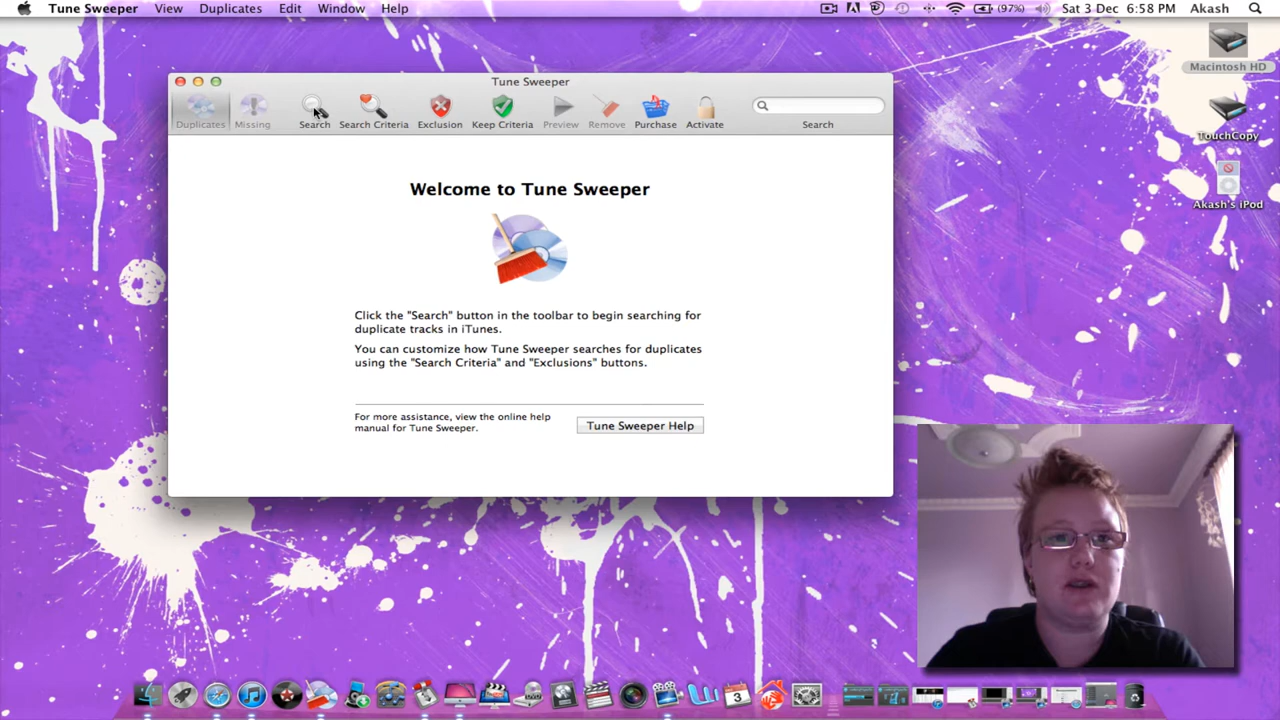 Tune Sweeper View Duplicates Edit Window Help (97%) Sat 3 Dec 6:58 PM Akash
Macintosh HD
TouchCopy
Akash's iPod
Tune Sweeper
Duplicates Missing Search Search Criteria Exclusion Keep Criteria Preview Remove Purchase Activate Search
Welcome to Tune Sweeper
Click the "Search" button in the toolbar to begin searching for
duplicate tracks in iTunes.
You can customize how Tune Sweeper searches for duplicates
using the "Search Criteria" and "Exclusions" buttons.
For more assistance, view the online help
manual for Tune Sweeper.
Tune Sweeper Help
3